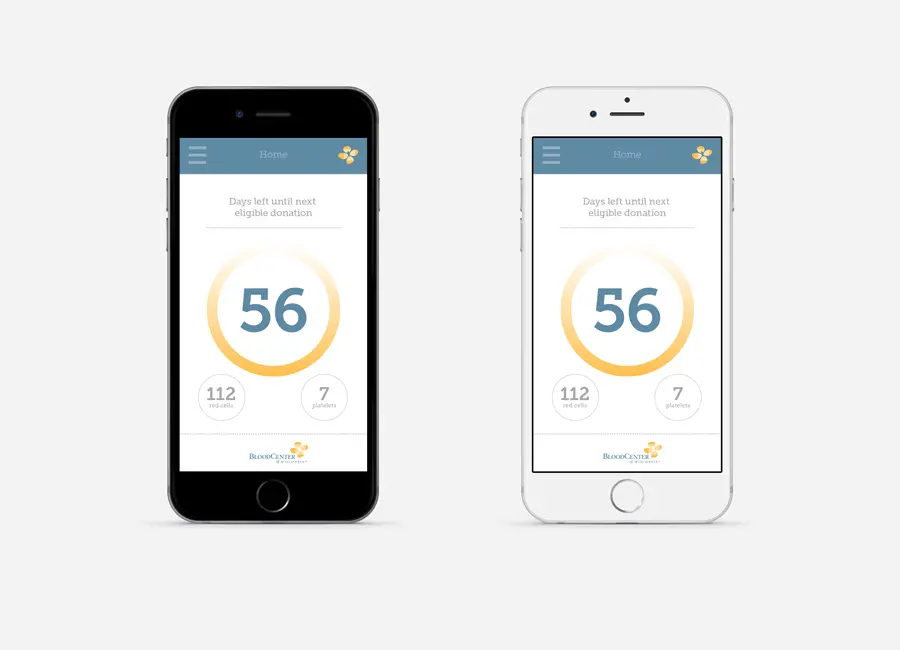 Home
Days left until next
eligible donation
56
112
red cells
7
platelets
BLOODCENTER
of WISCONSIN
Home
Days left until next
eligible donation
56
112
red cells
7
platelets
BLOODCENTER
of WISCONSIN